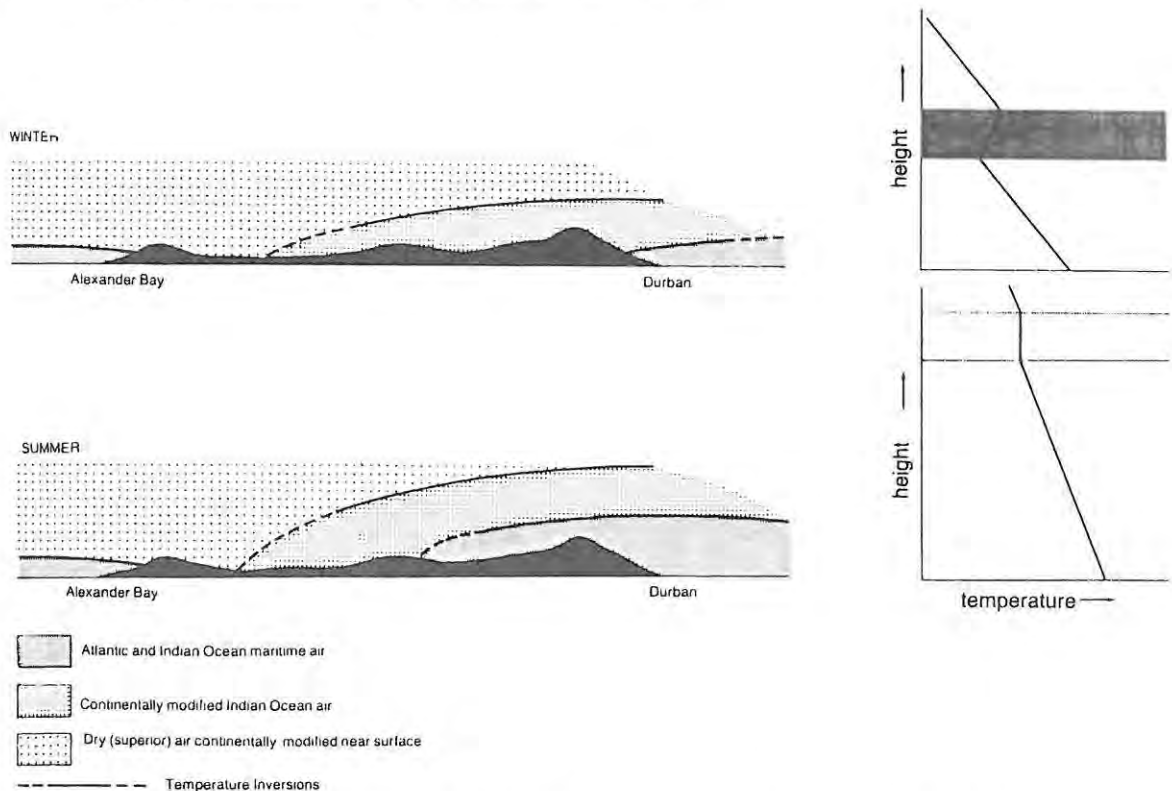 WINTEr
Alexander Bay
Durban
SUMMER
Alexander Bay
Durban
Atlantic and Indian Ocean maritime air
Continentally modified Indian Ocean air
Dry (superior) air continentally modified near surface
Temperature Inversions
height
height
temperature